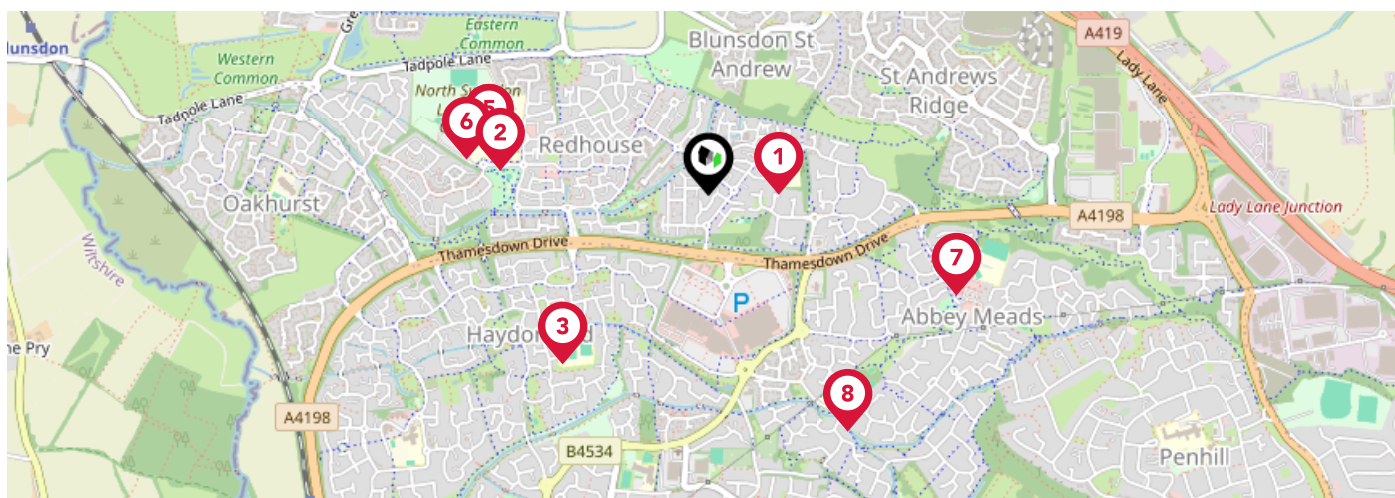 Eastern
Common
Blunsdon St
Andrew
A419
Lady Lane
Western
Common
Tadpole Lane
St Andrews
Ridge
Tadpole Lane
North
5
6
2
Redhouse
1
Oakhurst
A4198
Lady Lane Junction
Wiltshire
Thamesdown Drive
Thamesdown Drive
7
P
Abbey Meads
3
8
A4198
B4534
Penhill